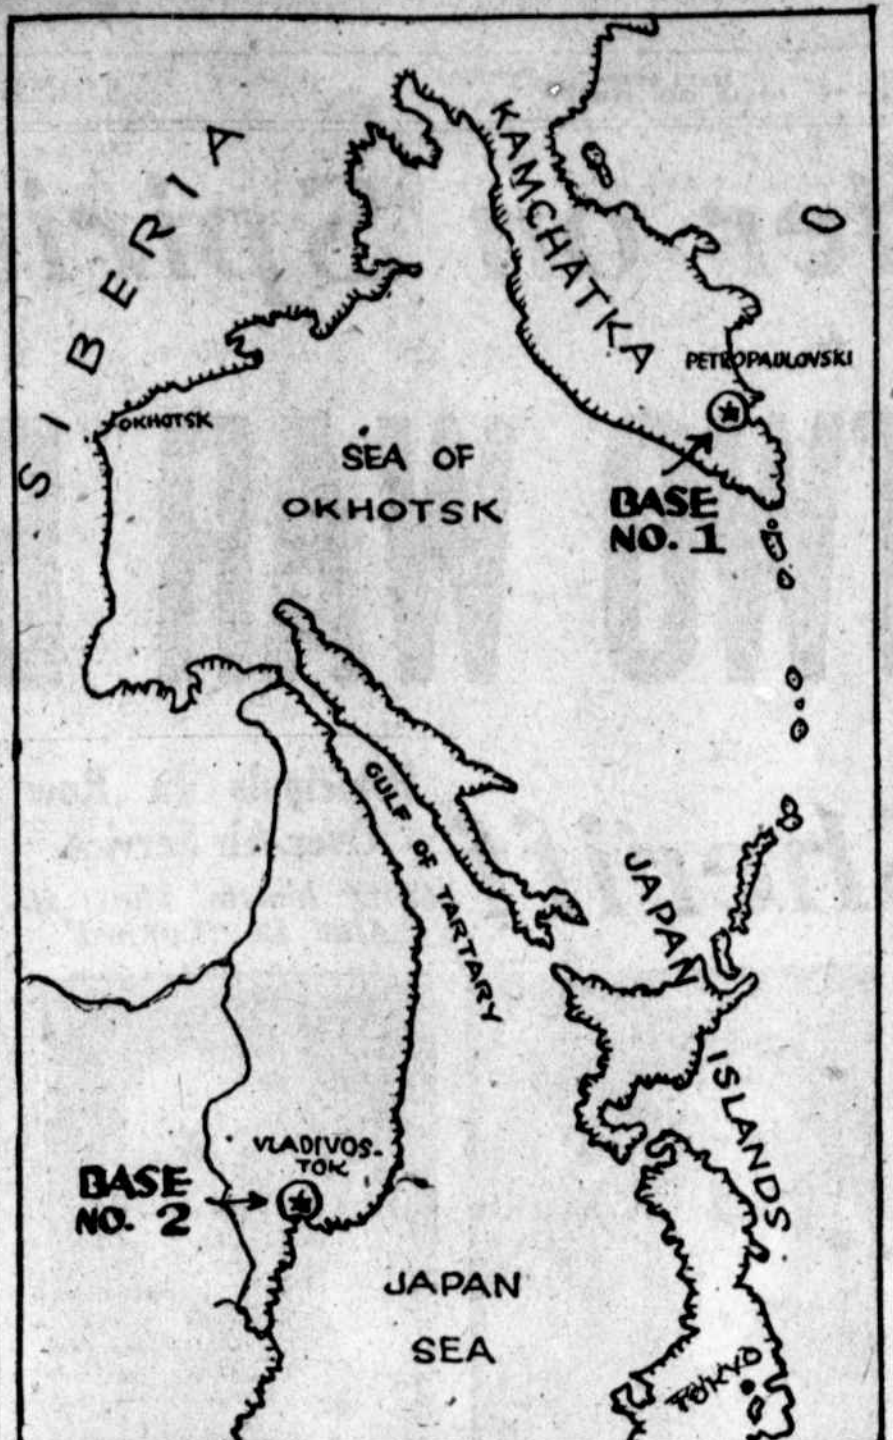 SIBERIA
KAMCHATKA
PETROPAULOVSKI
OKHOTSK
SEA OF
OKHOTSK
BASE
NO. 1
GULF OF TARTARY
JAPAN
ISLANDS
VLADIVOS-
TOK
BASE
NO. 2
JAPAN
SEA
TOKYO